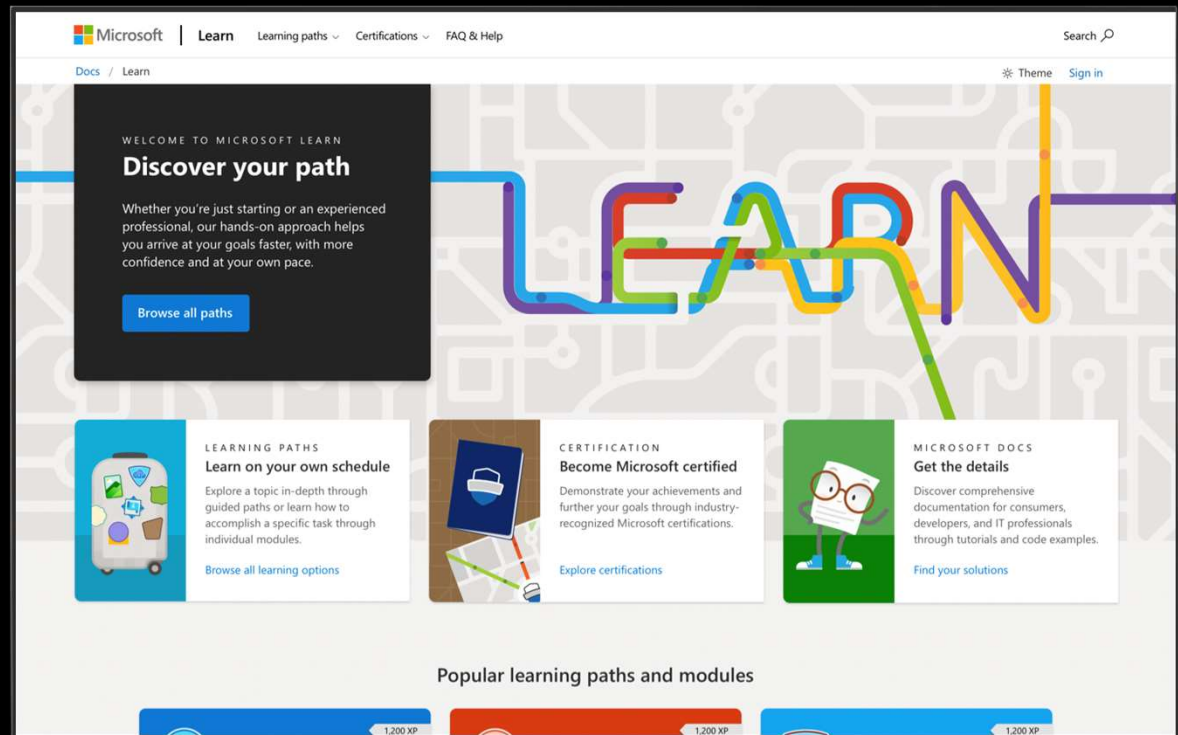 Microsoft | Learn Learning paths Certifications FAQ & Help Search
Docs / Learn Theme Sign in
WELCOME TO MICROSOFT LEARN
Discover your path
Whether you're just starting or an experienced
professional, our hands-on approach helps
you arrive at your goals faster, with more
confidence and at your own pace.
Browse all paths
LEARN
LEARNING PATHS
Learn on your own schedule
Explore a topic in-depth through
guided paths or learn how to
accomplish a specific task through
individual modules.
Browse all learning options
CERTIFICATION
Become Microsoft certified
Demonstrate your achievements and
further your goals through industry-
recognized Microsoft certifications.
Explore certifications
MICROSOFT DOCS
Get the details
Discover comprehensive
documentation for consumers,
developers, and IT professionals
through tutorials and code examples.
Find your solutions
Popular learning paths and modules
1,200 XP
1,200 XP
1,200 XP